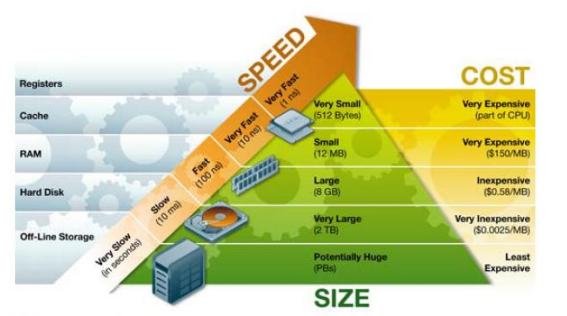 SPEED
COST
Registers
Very Fast
(1 ns)
Very Small
(512 Bytes)
Very Expensive
(part of CPU)
Cache
Very Fast
(10 ns)
Small
(12 MB)
Very Expensive
($150/MB)
RAM
Fast
(100 ns)
Large
(8 GB)
Inexpensive
($0.58/MB)
Hard Disk
Slow
(10 ms)
Very Large
(2 TB)
Very Inexpensive
($0.0025/MB)
Off-Line Storage
Very Slow
(in seconds)
Potentially Huge
(PBs)
Least
Expensive
SIZE